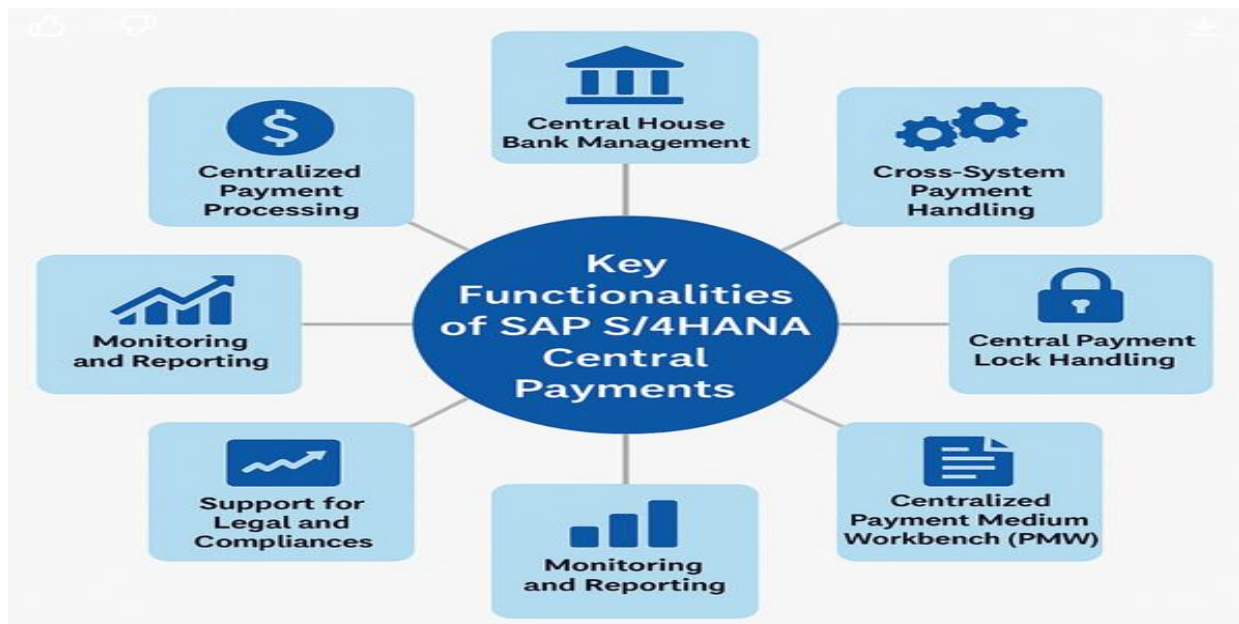 Central House
Bank Management
$
Centralized
Payment
Processing
Cross-System
Payment
Handling
Key
Functionalities
of SAP S/4HANA
Central
Payments
Monitoring
and Reporting
Central Payment
Lock Handling
Support for
Legal and
Compliances
Centralized
Payment Medium
Workbench (PMW)
Monitoring
and Reporting